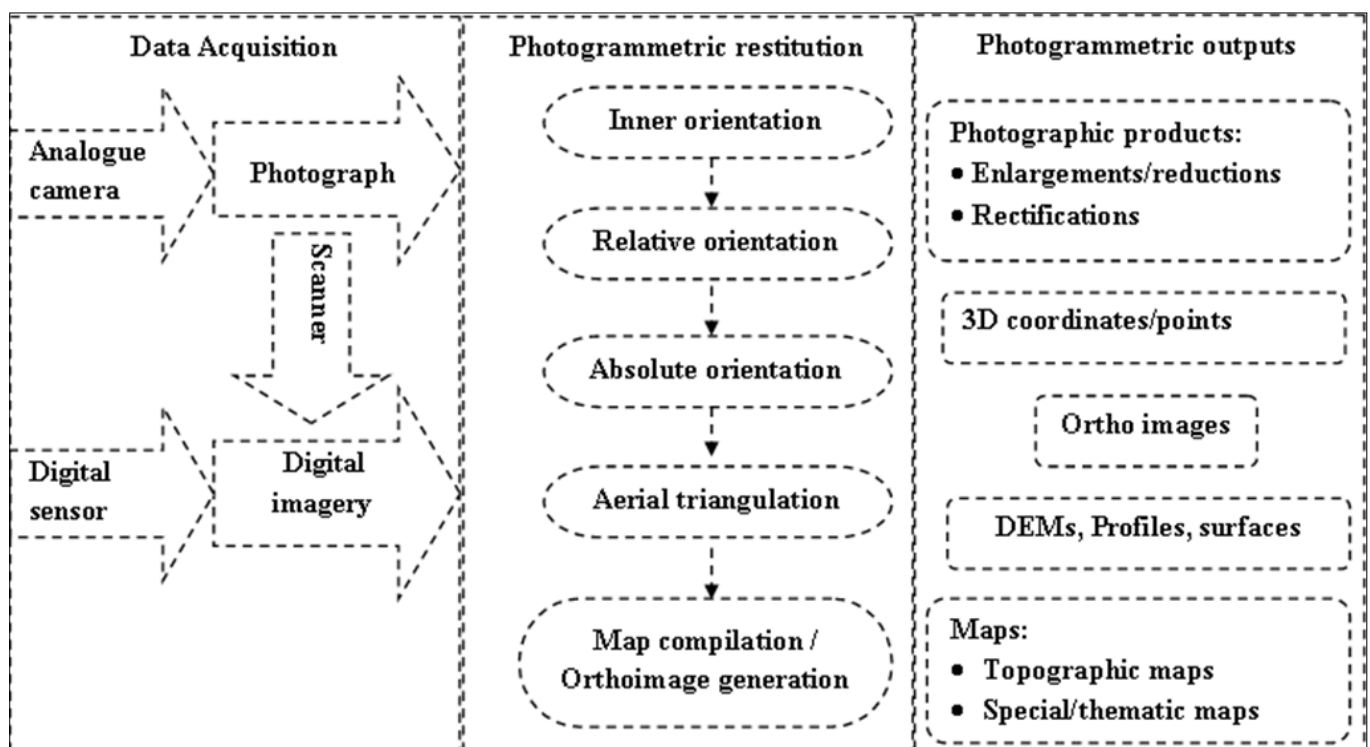 Data Acquisition
Analogue
camera
Photograph
Scanner
Digital
sensor
Digital
imagery
Photogrammetric restitution
Inner orientation
Relative orientation
Absolute orientation
Aerial triangulation
Map compilation /
Orthoimage generation
Photogrammetric outputs
Photographic products:
• Enlargements/reductions
• Rectifications
3D coordinates/points
Ortho images
DEMs, Profiles, surfaces
Maps:
• Topographic maps
• Special/thematic maps